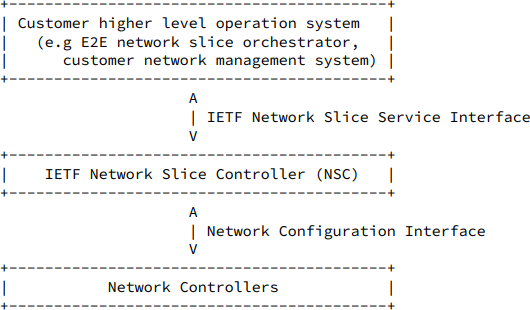 +------------------------------------------+
| Customer higher level operation system   |
|   (e.g E2E network slice orchestrator,   |
|      customer network management system) |
+------------------------------------------+
                     A
                     | IETF Network Slice Service Interface
                     V
+------------------------------------------+
|    IETF Network Slice Controller (NSC)   |
+------------------------------------------+
                     A
                     | Network Configuration Interface
                     V
+------------------------------------------+
|           Network Controllers            |
+------------------------------------------+